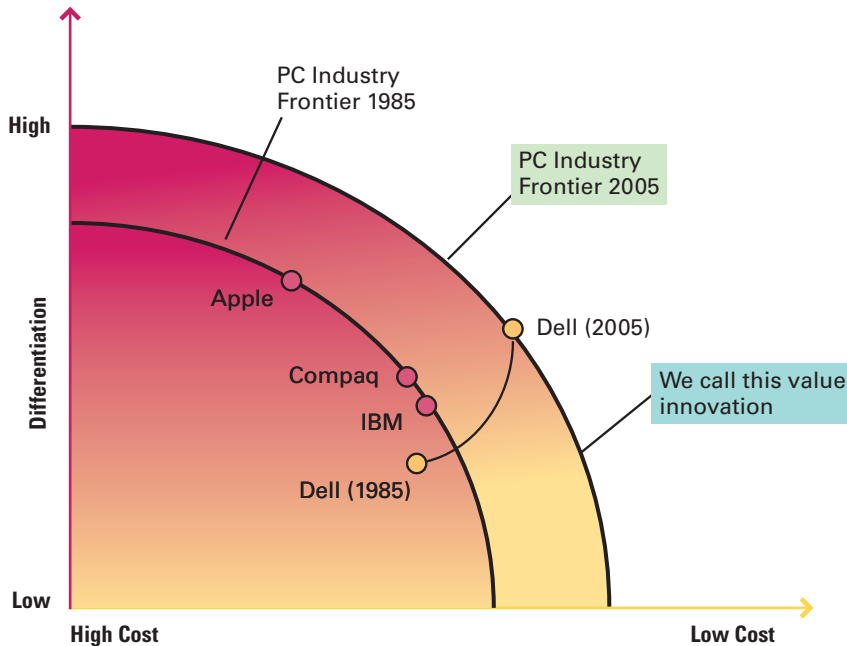 PC Industry
Frontier 1985
High
PC Industry
Frontier 2005
Apple
Dell (2005)
Compaq
We call this value
innovation
IBM
Dell (1985)
Differentiation
Low
High Cost
Low Cost